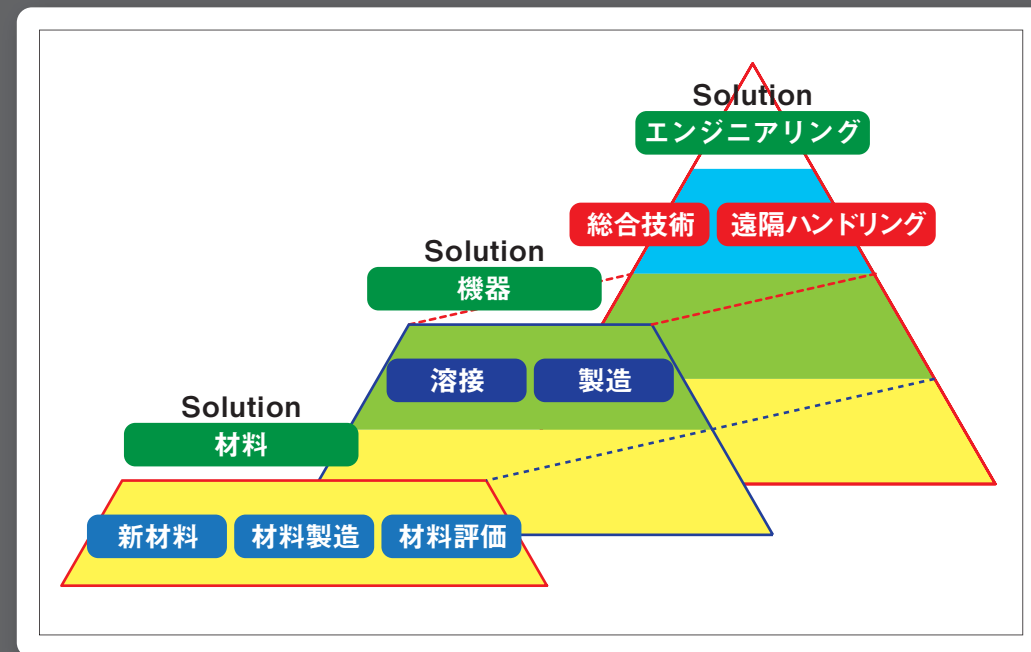 Solution
エンジニアリング
総合技術 遠隔ハンドリング
Solution
機器
溶接 製造
Solution
材料
新材料 材料製造 材料評価